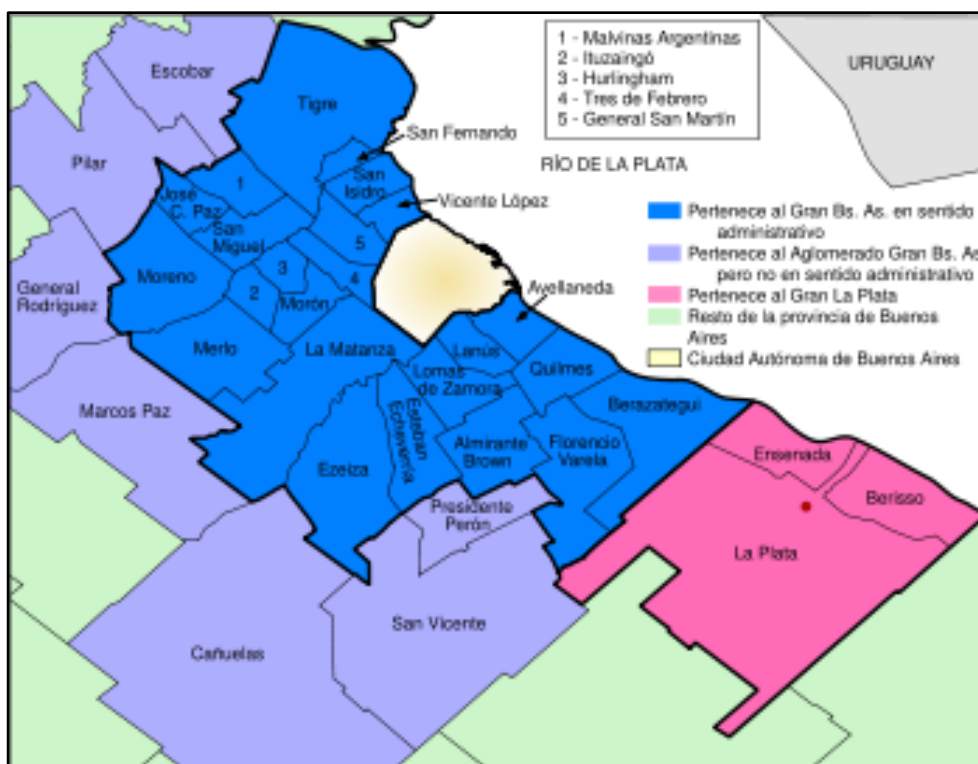 1 - Malvinas Argentinas
2 - Ituzaingó
3 - Hurlingham
4 - Tres de Febrero
5 - General San Martín
URUGUAY
Escobar
Tigre
San Fernando
Pilar
RÍO DE LA PLATA
1
San
Isidro
José
C. Paz
Vicente López
San
Miguel
5
Pertenece al Gran Bs. As. en sentido
administrativo
Pertenece al Aglomerado Gran Bs. As
pero no en sentido administrativo
Pertenece al Gran La Plata
Resto de la provincia de Buenos
Aires
Ciudad Autónoma de Buenos Aires
General
Rodríguez
Moreno
3
4
2
Morón
Avellaneda
Merlo
La Matanza
Lanús
Lomas
de Zamora
Quilmes
Marcos Paz
Berazategui
Esteban
Echeverría
Ezeiza
Almirante
Brown
Florencio
Varela
Ensenada
Berisso
Presidente
Perón
La Plata
San Vicente
Cañuelas